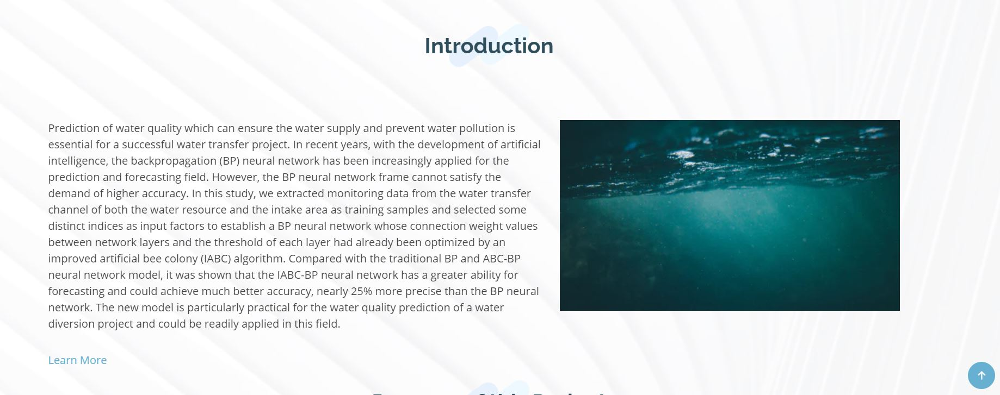 Introduction
Prediction of water quality which can ensure the water supply and prevent water pollution is
essential for a successful water transfer project. In recent years, with the development of artificial
intelligence, the backpropagation (BP) neural network has been increasingly applied for the
prediction and forecasting field. However, the BP neural network frame cannot satisfy the
demand of higher accuracy. In this study, we extracted monitoring data from the water transfer
channel of both the water resource and the intake area as training samples and selected some
distinct indices as input factors to establish a BP neural network whose connection weight values
between network layers and the threshold of each layer had already been optimized by an
improved artificial bee colony (IABC) algorithm. Compared with the traditional BP and ABC-BP
neural network model, it was shown that the IABC-BP neural network has a greater ability for
forecasting and could achieve much better accuracy, nearly 25% more precise than the BP neural
network. The new model is particularly practical for the water quality prediction of a water
diversion project and could be readily applied in this field.
Learn More